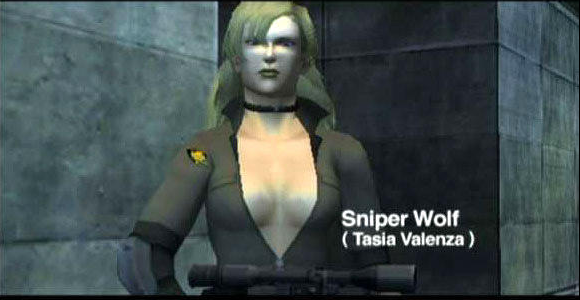 Sniper Wolf
( Tasia Valenza )